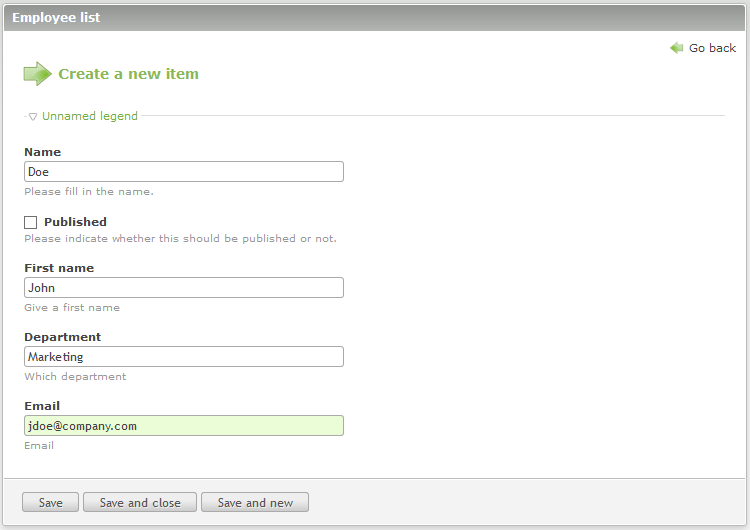 Employee list
Go back
Create a new item
Unnamed legend
Name
Doe
Please fill in the name.
Published
Please indicate whether this should be published or not.
First name
John
Give a first name
Department
Marketing
Which department
Email
jdoe@company.com
Email
Save Save and close Save and new